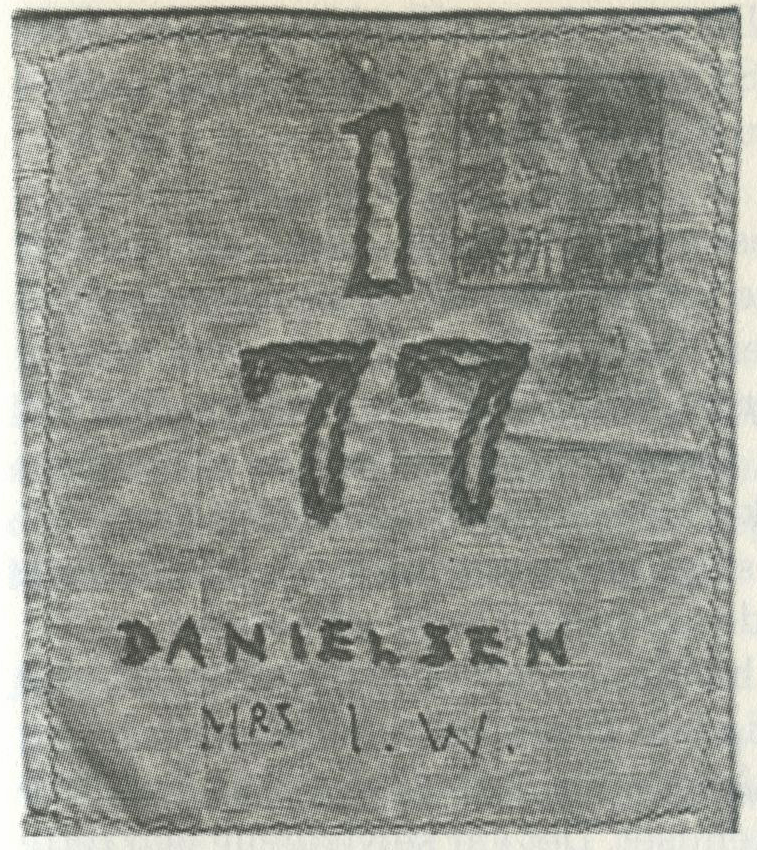 1
77
DANIELSEN
MRS I. W.